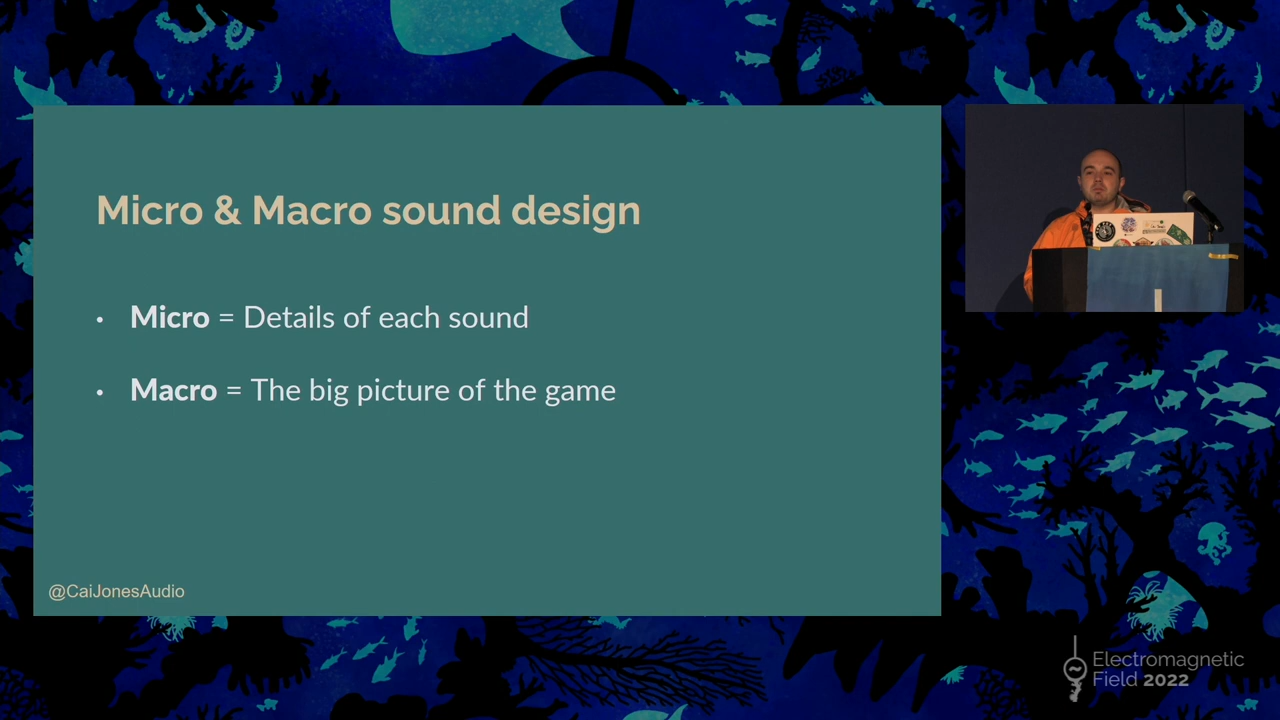 Micro & Macro sound design
• Micro = Details of each sound
• Macro = The big picture of the game
@CaiJonesAudio
Electromagnetic
Field 2022